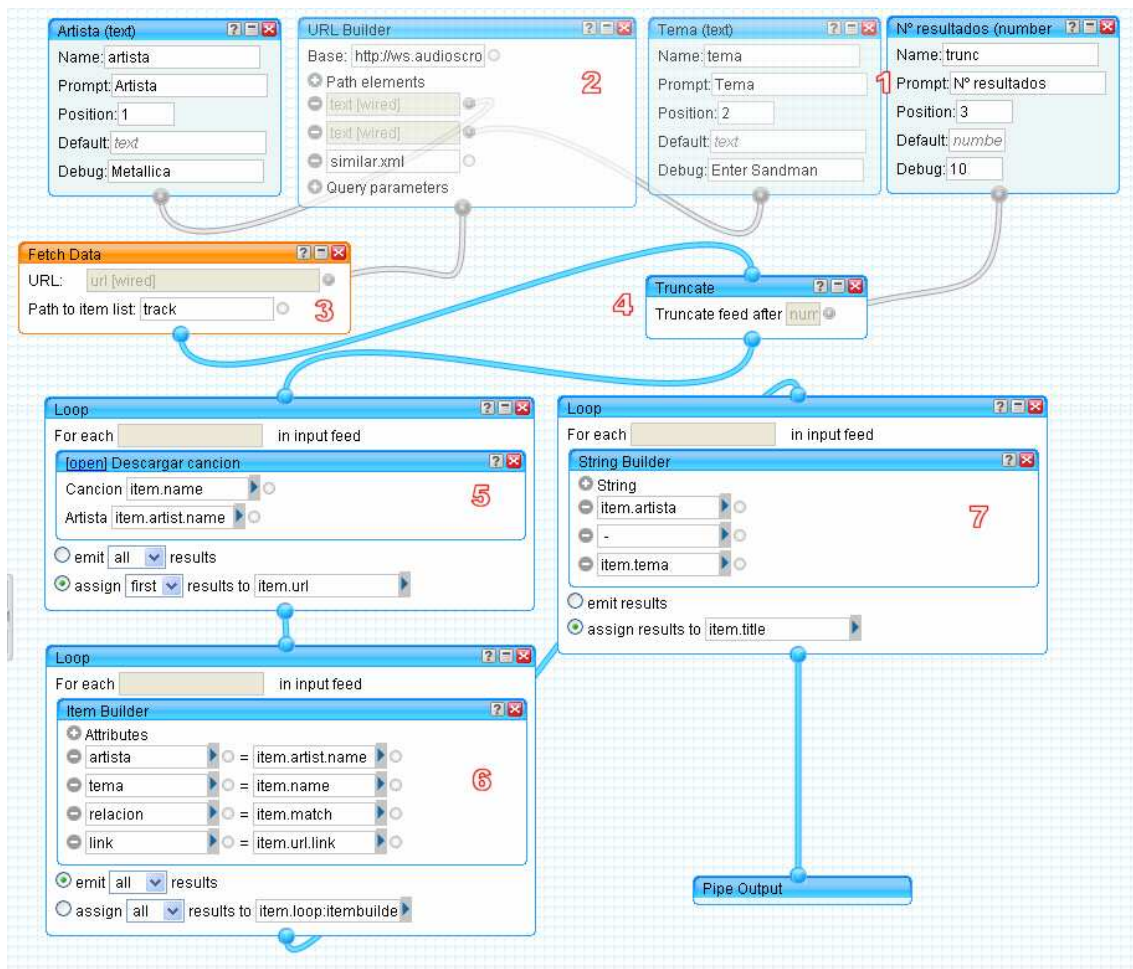 Artista (text)
Name: artista
Prompt: Artista
Position: 1
Default: text
Debug: Metallica
URL Builder
Base: http://ws.audioscro
Path elements
text [wired]
text [wired]
similar.xml
Query parameters
2
Tema (text)
Name: tema
Prompt: Tema
Position: 2
Default: text
Debug: Enter Sandman
1
Nº resultados (number
Name: trunc
Prompt: Nº resultados
Position: 3
Default: numbe
Debug: 10
Fetch Data
URL: url [wired]
Path to item list: track
3
4
Truncate
Truncate feed after num
Loop
For each in input feed
[open] Descargar cancion
Cancion item.name
Artista item.artist.name
5
emit all results
assign first results to item.url
Loop
For each in input feed
String Builder
String
item.artista
-
item.tema
7
emit results
assign results to item.title
Loop
For each in input feed
Item Builder
Attributes
artista = item.artist.name
tema = item.name
relacion = item.match
link = item.url.link
6
emit all results
assign all results to item.loop:itembuilde
Pipe Output